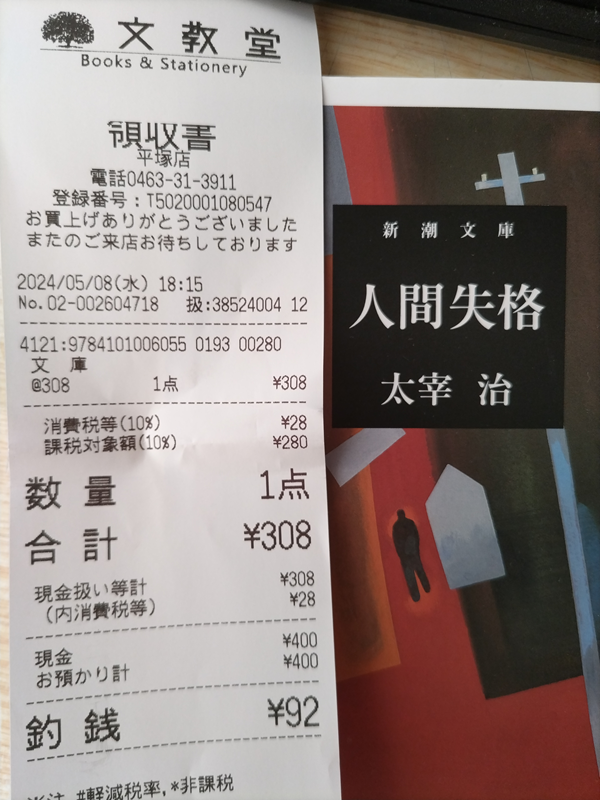 文教堂
Books & Stationery
領収書
平塚店
電話0463-31-3911
登録番号：T5020001080547
お買上げありがとうございました
またのご来店お待ちしております
2024/05/08(水) 18:15
No.02-002604718 扱:38524004 12
4121:9784101006055 0193 00280
文 庫
@308 1点 ¥308
消費税等(10%) ¥28
課税対象額(10%) ¥280
数 量 1点
合 計 ¥308
現金扱い等計 ¥308
(内消費税等) ¥28
現金 ¥400
お預かり計 ¥400
釣 銭 ¥92
※注 #軽減税率,*非課税
新潮文庫
人間失格
太宰 治